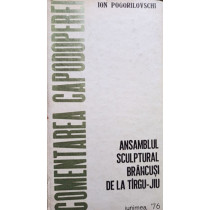 ION POGORILOVSCHI
COMENTAREA CAPODOPEREI
ANSAMBLUL
SCULPTURAL
BRÂNCUȘI
DE LA TÎRGU-JIU
junimea '76